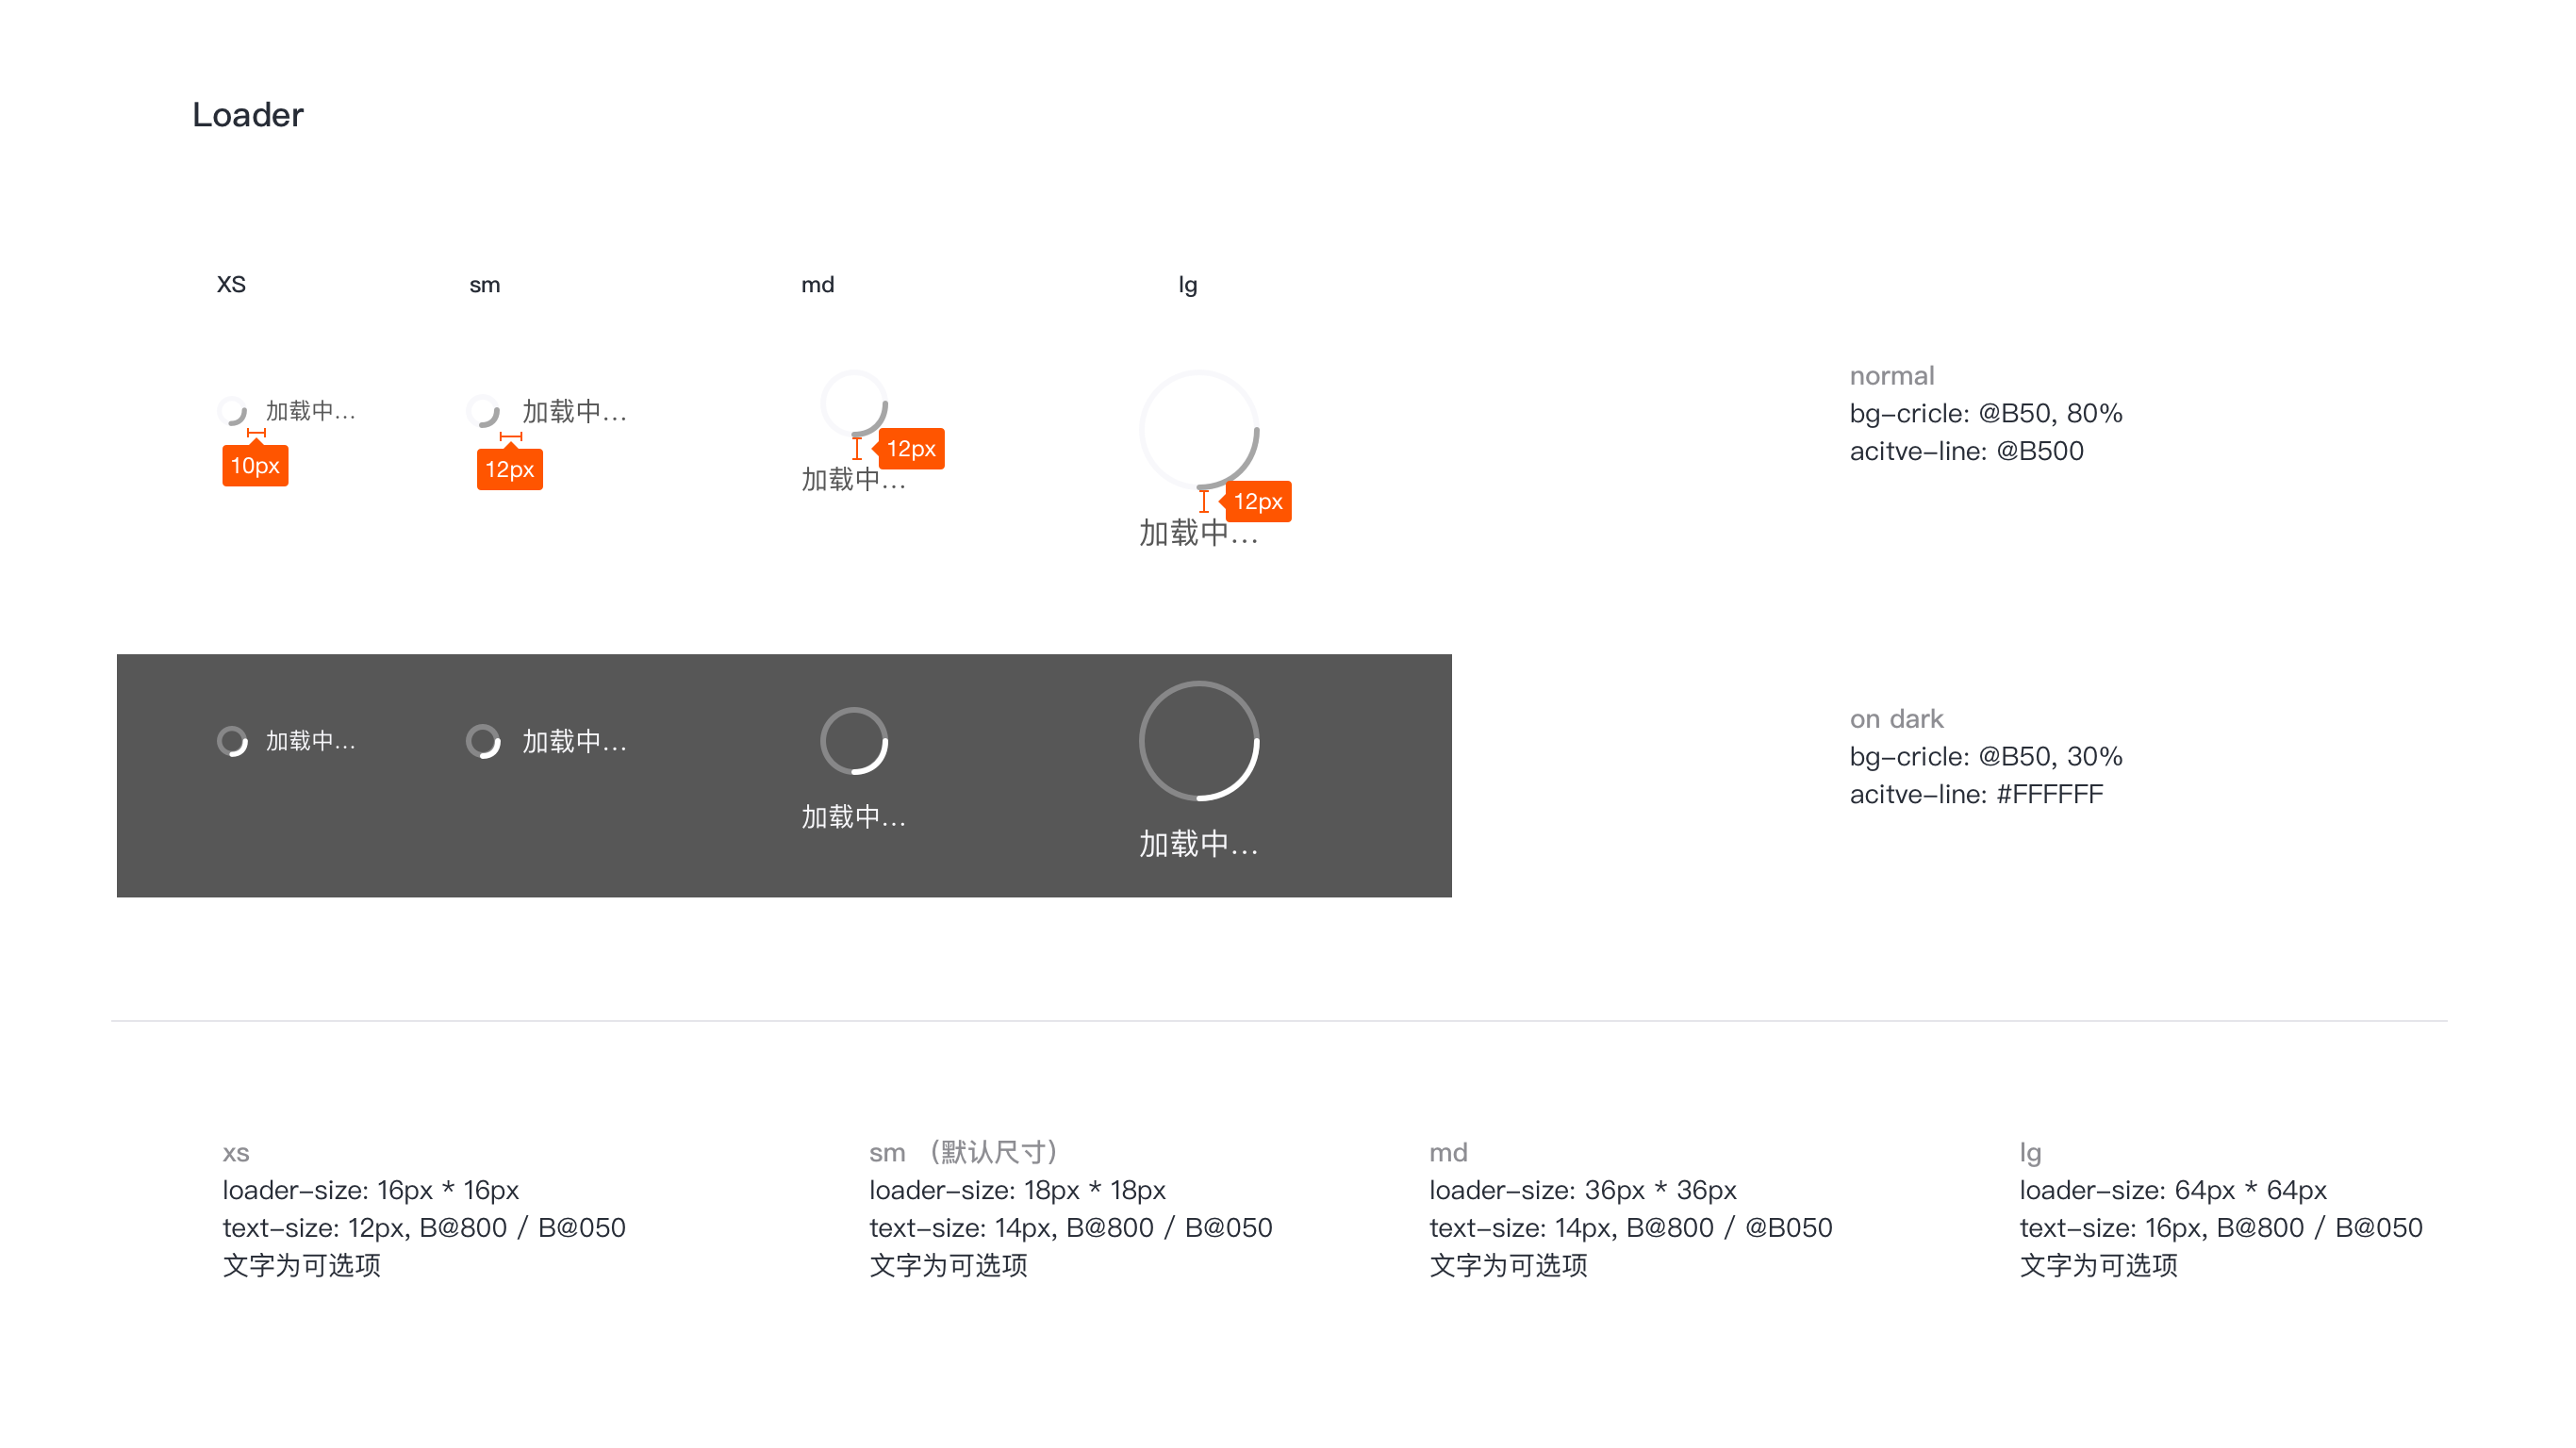 Loader
XS
sm
md
lg
加载中...
10px
加载中...
12px
12px
加载中...
12px
加载中...
normal
bg-cricle: @B50, 80%
acitve-line: @B500
加载中...
加载中...
加载中...
加载中...
on dark
bg-cricle: @B50, 30%
acitve-line: #FFFFFF
xs
loader-size: 16px * 16px
text-size: 12px, B@800 / B@050
文字为可选项
sm （默认尺寸）
loader-size: 18px * 18px
text-size: 14px, B@800 / B@050
文字为可选项
md
loader-size: 36px * 36px
text-size: 14px, B@800 / @B050
文字为可选项
lg
loader-size: 64px * 64px
text-size: 16px, B@800 / B@050
文字为可选项